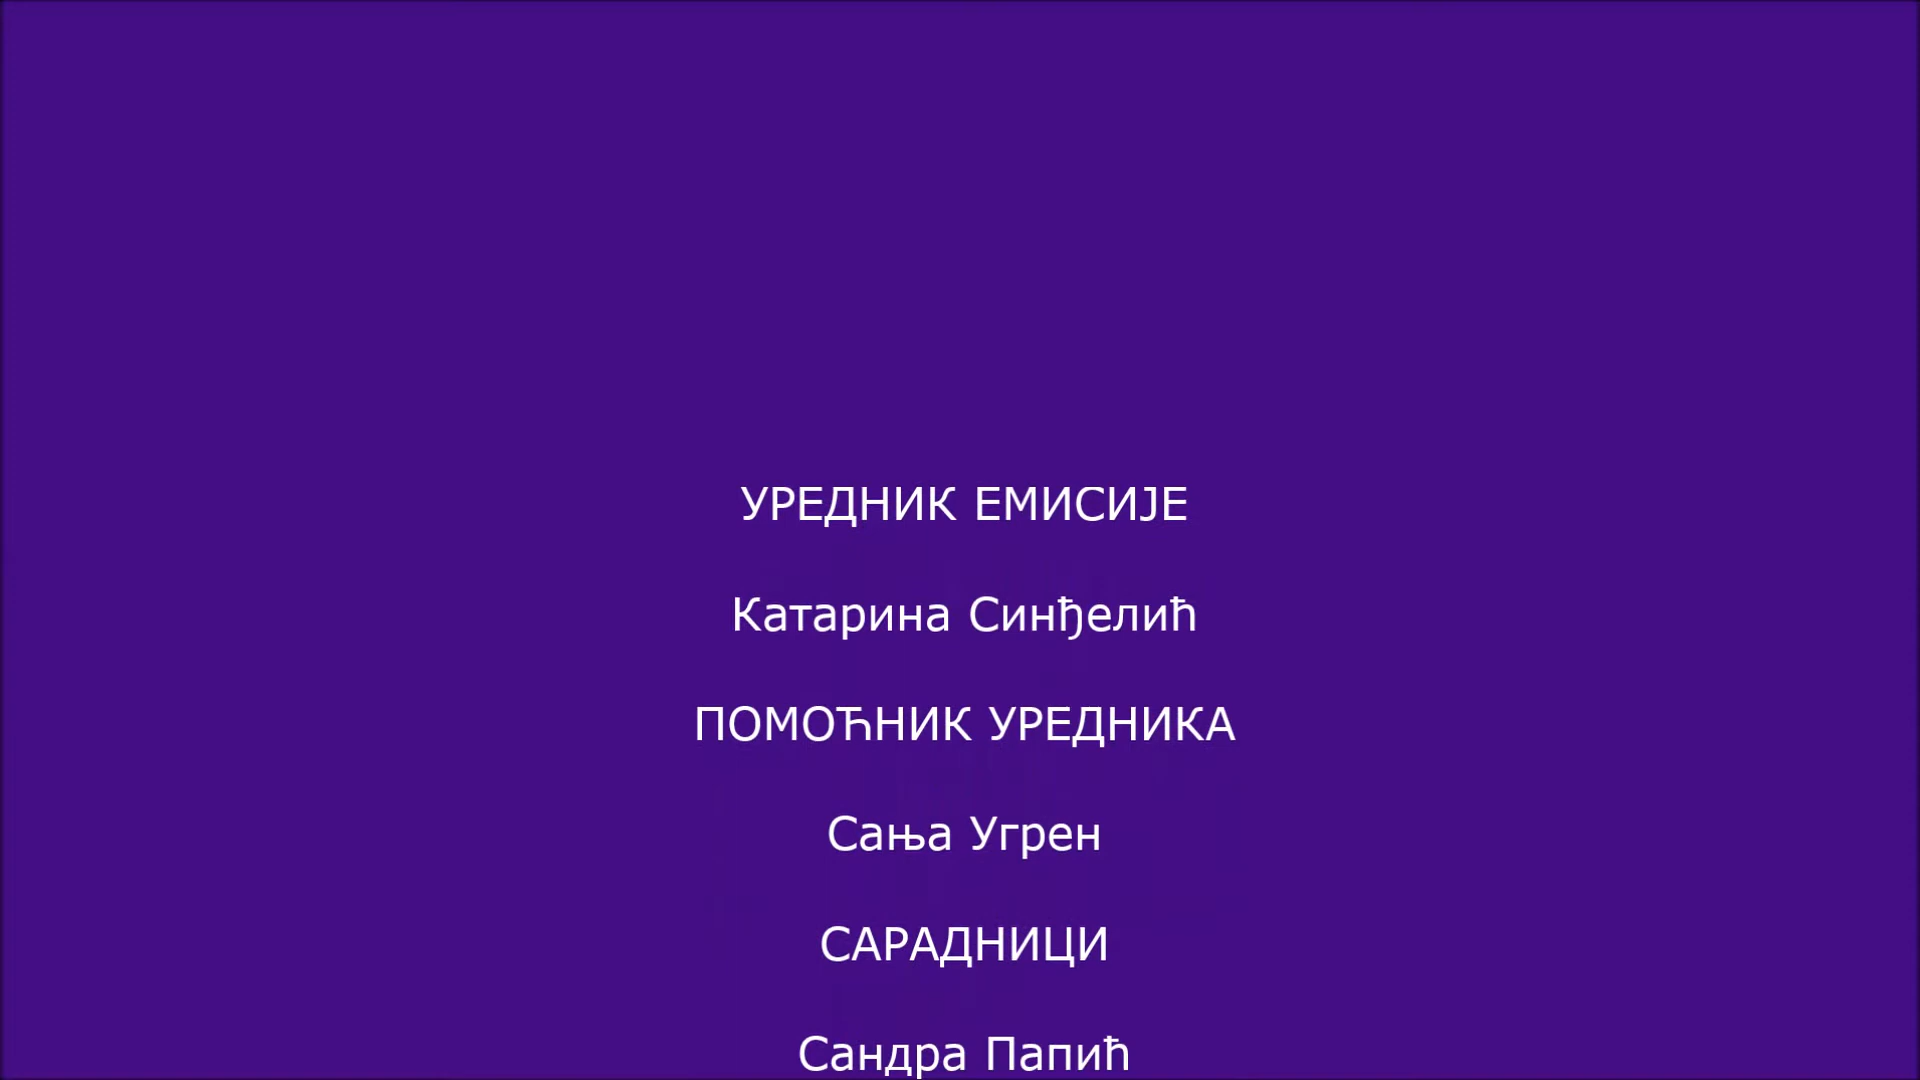 УРЕДНИК ЕМИСИЈЕ
Катарина Синђелић
ПОМОЋНИК УРЕДНИКА
Сања Угрен
САРАДНИЦИ
Сандра Папић